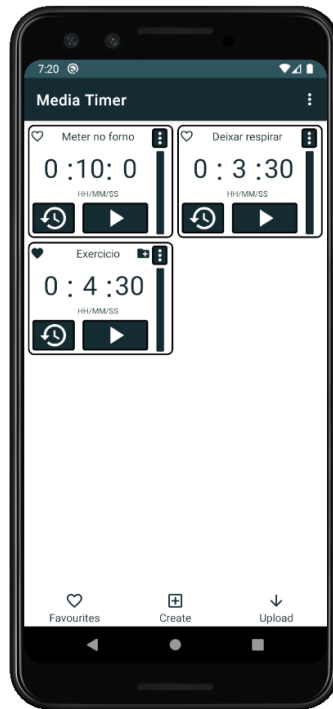 7:20
Media Timer
Meter no forno
0 :10: 0
HH/MM/SS
Deixar respirar
0 : 3 :30
HH/MM/SS
Exercicio
0 : 4 :30
HH/MM/SS
Favourites
Create
Upload